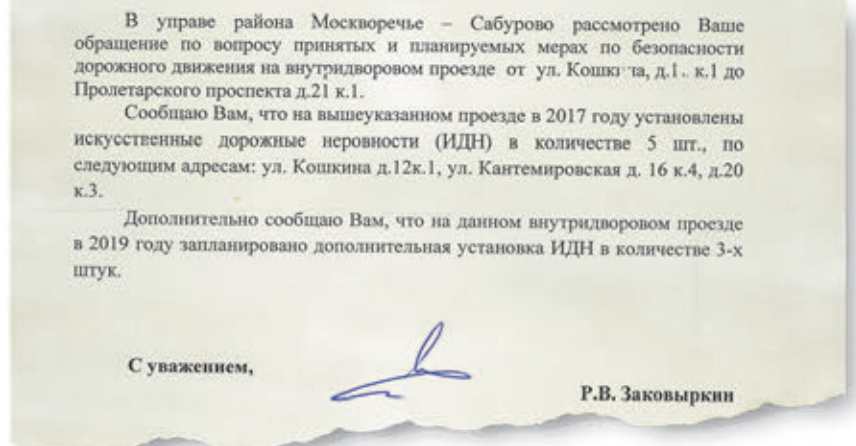 В управе района Москворечье – Сабурово рассмотрено Ваше
обращение по вопросу принятых и планируемых мерах по безопасности
дорожного движения на внутридворовом проезде от ул. Кошкина, к.1 до
Пролетарского проспекта д.21 к.1.
Сообщаю Вам, что на вышеуказанном проезде в 2017 году установлены
искусственные дорожные неровности (ИДН) в количестве 5 шт., по
следующим адресам: ул. Кошкина д.12к.1, ул. Кантемировская д. 16 к.4, д.20
к.3.
Дополнительно сообщаю Вам, что на данном внутридворовом проезде
в 2019 году запланировано дополнительная установка ИДН в количестве 3-х
штук.
С уважением,
Р.В. Заковыркин